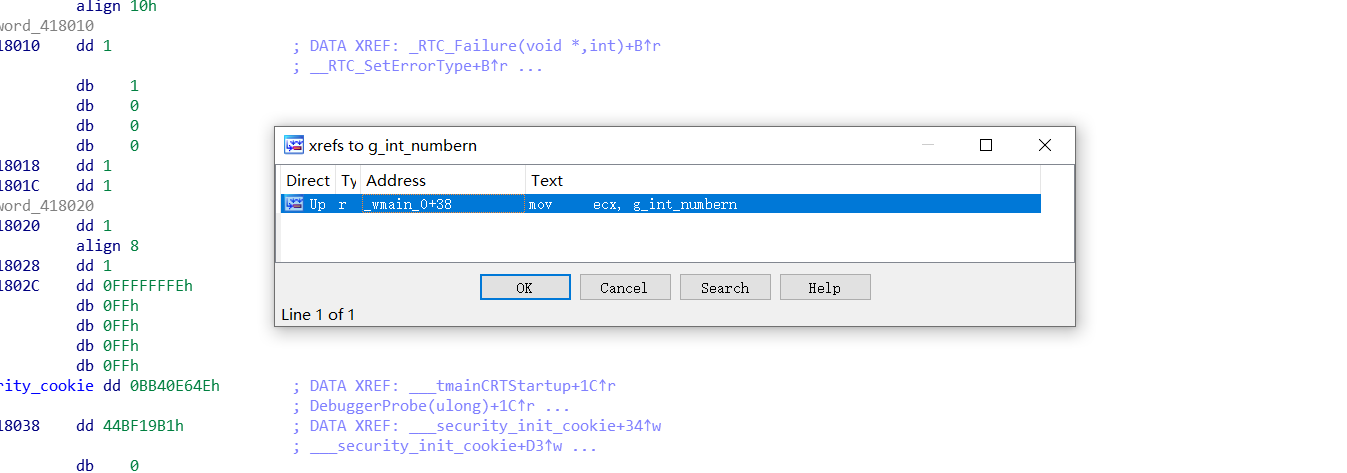 align 10h
word_418010
18010 dd 1 ; DATA XREF: _RTC_Failure(void *,int)+B↑r
; __RTC_SetErrorType+B↑r ...
db 1
db 0
db 0
db 0
18018 dd 1
1801C dd 1
word_418020
18020 dd 1
align 8
18028 dd 1
1802C dd 0FFFFFFFEh
db 0FFh
db 0FFh
db 0FFh
db 0FFh
rity_cookie dd 0BB40E64Eh ; DATA XREF: ___tmainCRTStartup+1C↑r
; DebuggerProbe(ulong)+1C↑r ...
18038 dd 44BF19B1h ; DATA XREF: ___security_init_cookie+34↑w
; ___security_init_cookie+D3↑w ...
db 0
xrefs to g_int_numbern
Direct Ty Address Text
Up r _wmain_0+38 mov ecx, g_int_numbern
OK Cancel Search Help
Line 1 of 1